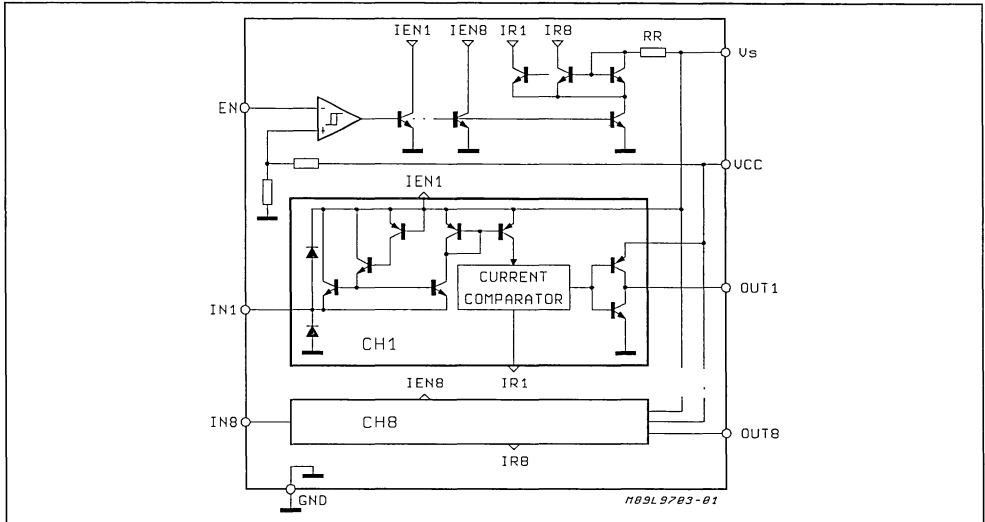 IEN1 IEN8 IR1 IR8
RR
Vs
EN
-
+
VCC
IEN1
CURRENT
COMPARATOR
IN1
OUT1
CH1
IR1
IEN8
IN8
CH8
OUT8
IR8
GND
M89L9703-01